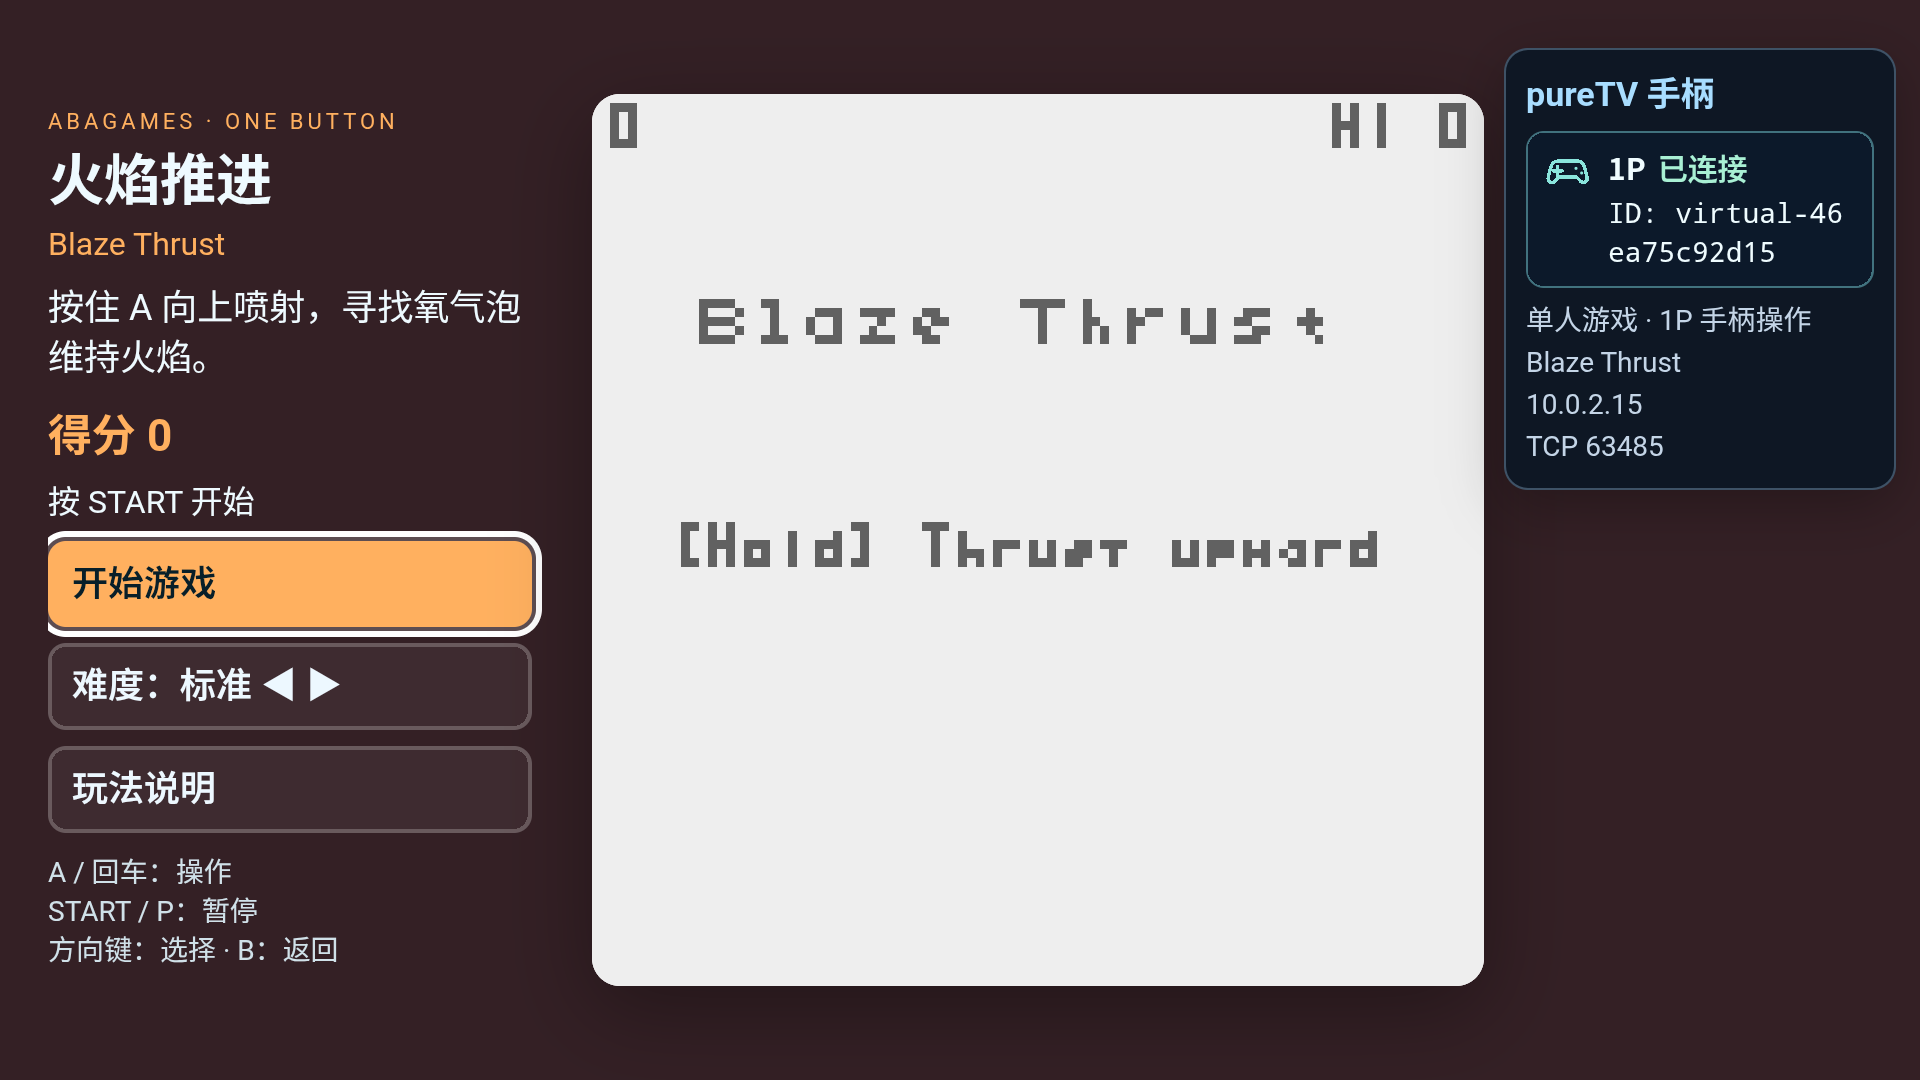 ABAGAMES · ONE BUTTON
火焰推进
Blaze Thrust
按住 A 向上喷射，寻找氧气泡
维持火焰。
得分 0
按 START 开始
开始游戏
难度：标准 ◀ ▶
玩法说明
A / 回车：操作
START / P：暂停
方向键：选择 · B：返回
0 HI 0
Blaze Thrust
[Hold] Thrust upward
pureTV 手柄
1P 已连接
ID: virtual-46
ea75c92d15
单人游戏 · 1P 手柄操作
Blaze Thrust
10.0.2.15
TCP 63485